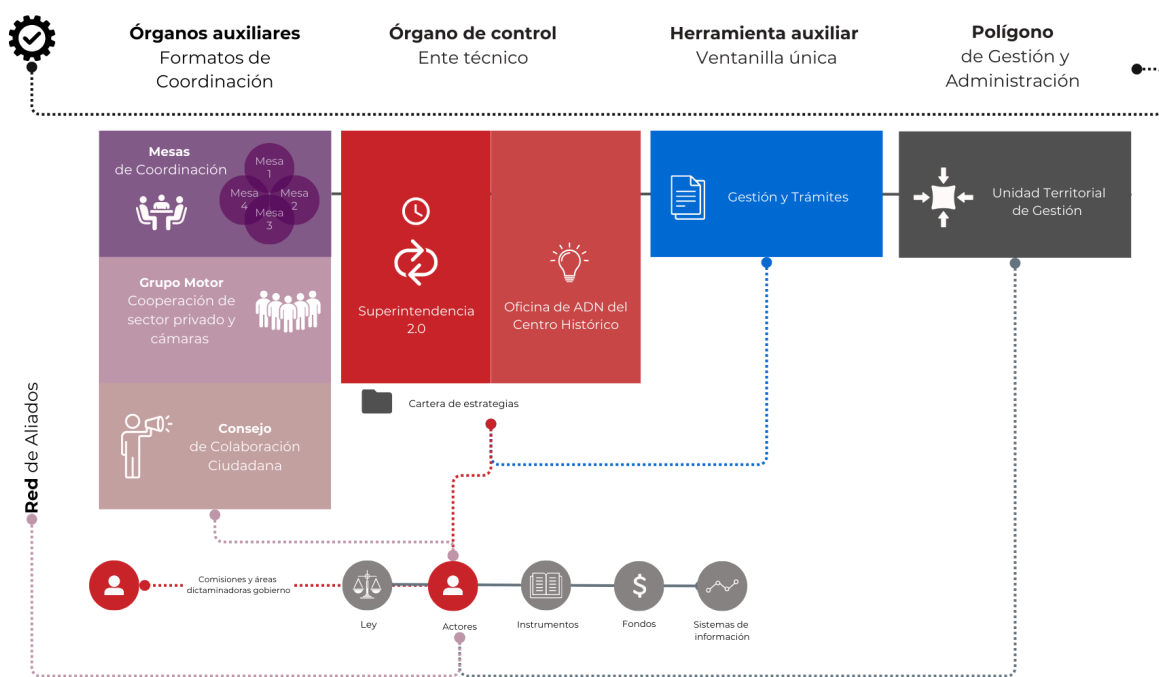 Órganos auxiliares
Formatos de
Coordinación
Órgano de control
Ente técnico
Herramienta auxiliar
Ventanilla única
Polígono
de Gestión y
Administración
Mesas
de Coordinación
Mesa
1
Mesa
4
Mesa
2
Mesa
3
Grupo Motor
Cooperación de
sector privado y
cámaras
Consejo
de Colaboración
Ciudadana
Superintendencia
2.0
Oficina de ADN del
Centro Histórico
Gestión y Trámites
Unidad Territorial
de Gestión
Cartera de estrategias
Red de Aliados
Comisiones y áreas
dictaminadoras gobierno
Ley
Actores
Instrumentos
Fondos
Sistemas de
información